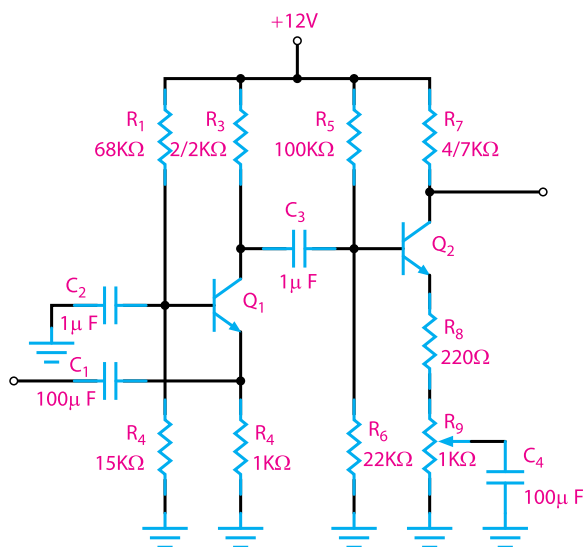 +12V
R1
68KΩ
R3
2/2KΩ
R5
100KΩ
R7
4/7KΩ
C3
1μ F
Q2
C2
1μ F
Q1
C1
100μ F
R8
220Ω
R4
15KΩ
R4
1KΩ
R6
22KΩ
R9
1KΩ
C4
100μ F